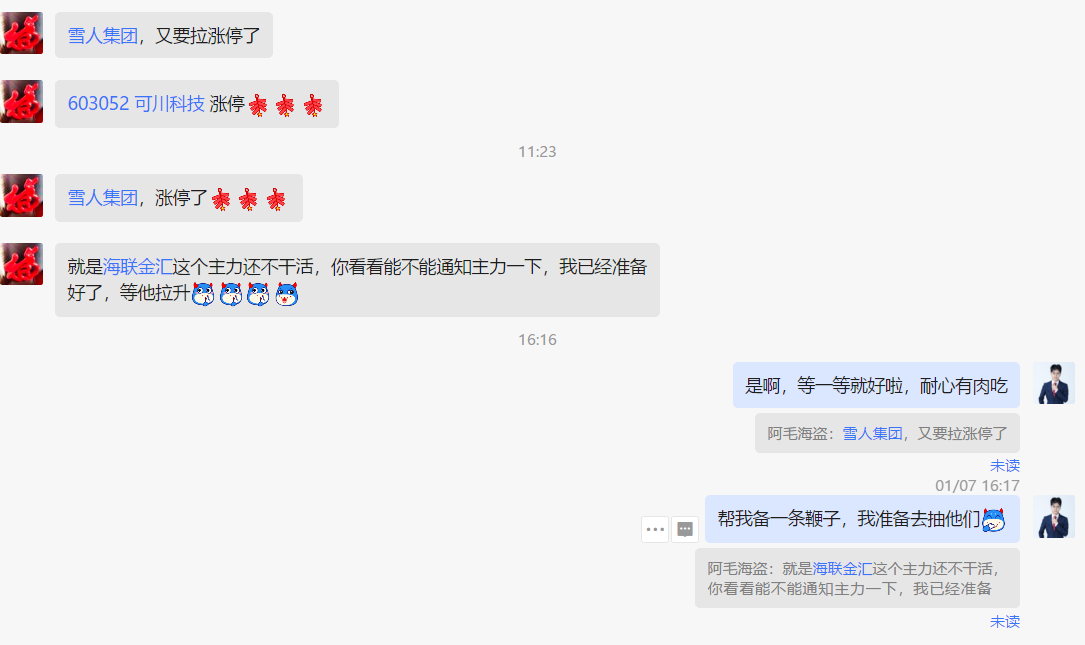 雪人集团，又要拉涨停了
603052 可川科技 涨停
11:23
雪人集团，涨停了
就是海联金汇这个主力还不干活，你看看能不能通知主力一下，我已经准备
好了，等他拉升
16:16
是啊，等一等就好啦，耐心有肉吃
阿毛海盗：雪人集团，又要拉涨停了
未读
01/07 16:17
帮我备一条鞭子，我准备去抽他们
阿毛海盗：就是海联金汇这个主力还不干活，
你看看能不能通知主力一下，我已经准备
未读